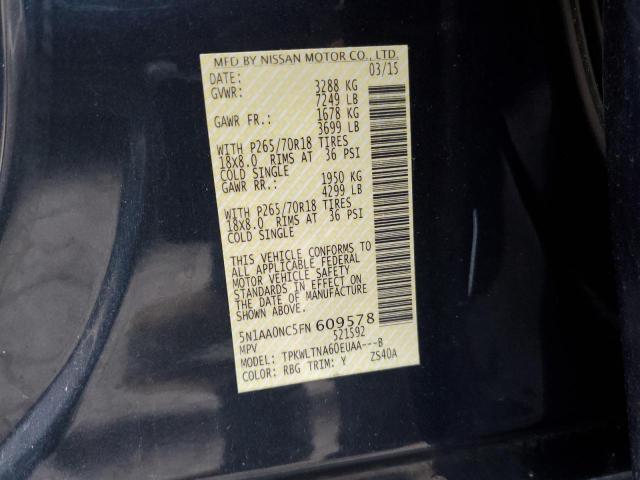 MFD BY NISSAN MOTOR CO., LTD.
DATE: 03/15
GVWR: 3288 KG
7249 LB
GAWR FR.: 1678 KG
3699 LB
WITH P265/70R18 TIRES
18X8.0 RIMS AT 36 PSI
COLD SINGLE
GAWR RR.: 1950 KG
4299 LB
WITH P265/70R18 TIRES
18X8.0 RIMS AT 36 PSI
COLD SINGLE
THIS VEHICLE CONFORMS TO
ALL APPLICABLE FEDERAL
MOTOR VEHICLE SAFETY
STANDARDS IN EFFECT ON
THE DATE OF MANUFACTURE
SHOWN ABOVE.
5N1AA0NC5FN 609578
MPV 521592
MODEL: TPKWLTNA60EUAA---B
COLOR: RBG TRIM: Y ZS40A